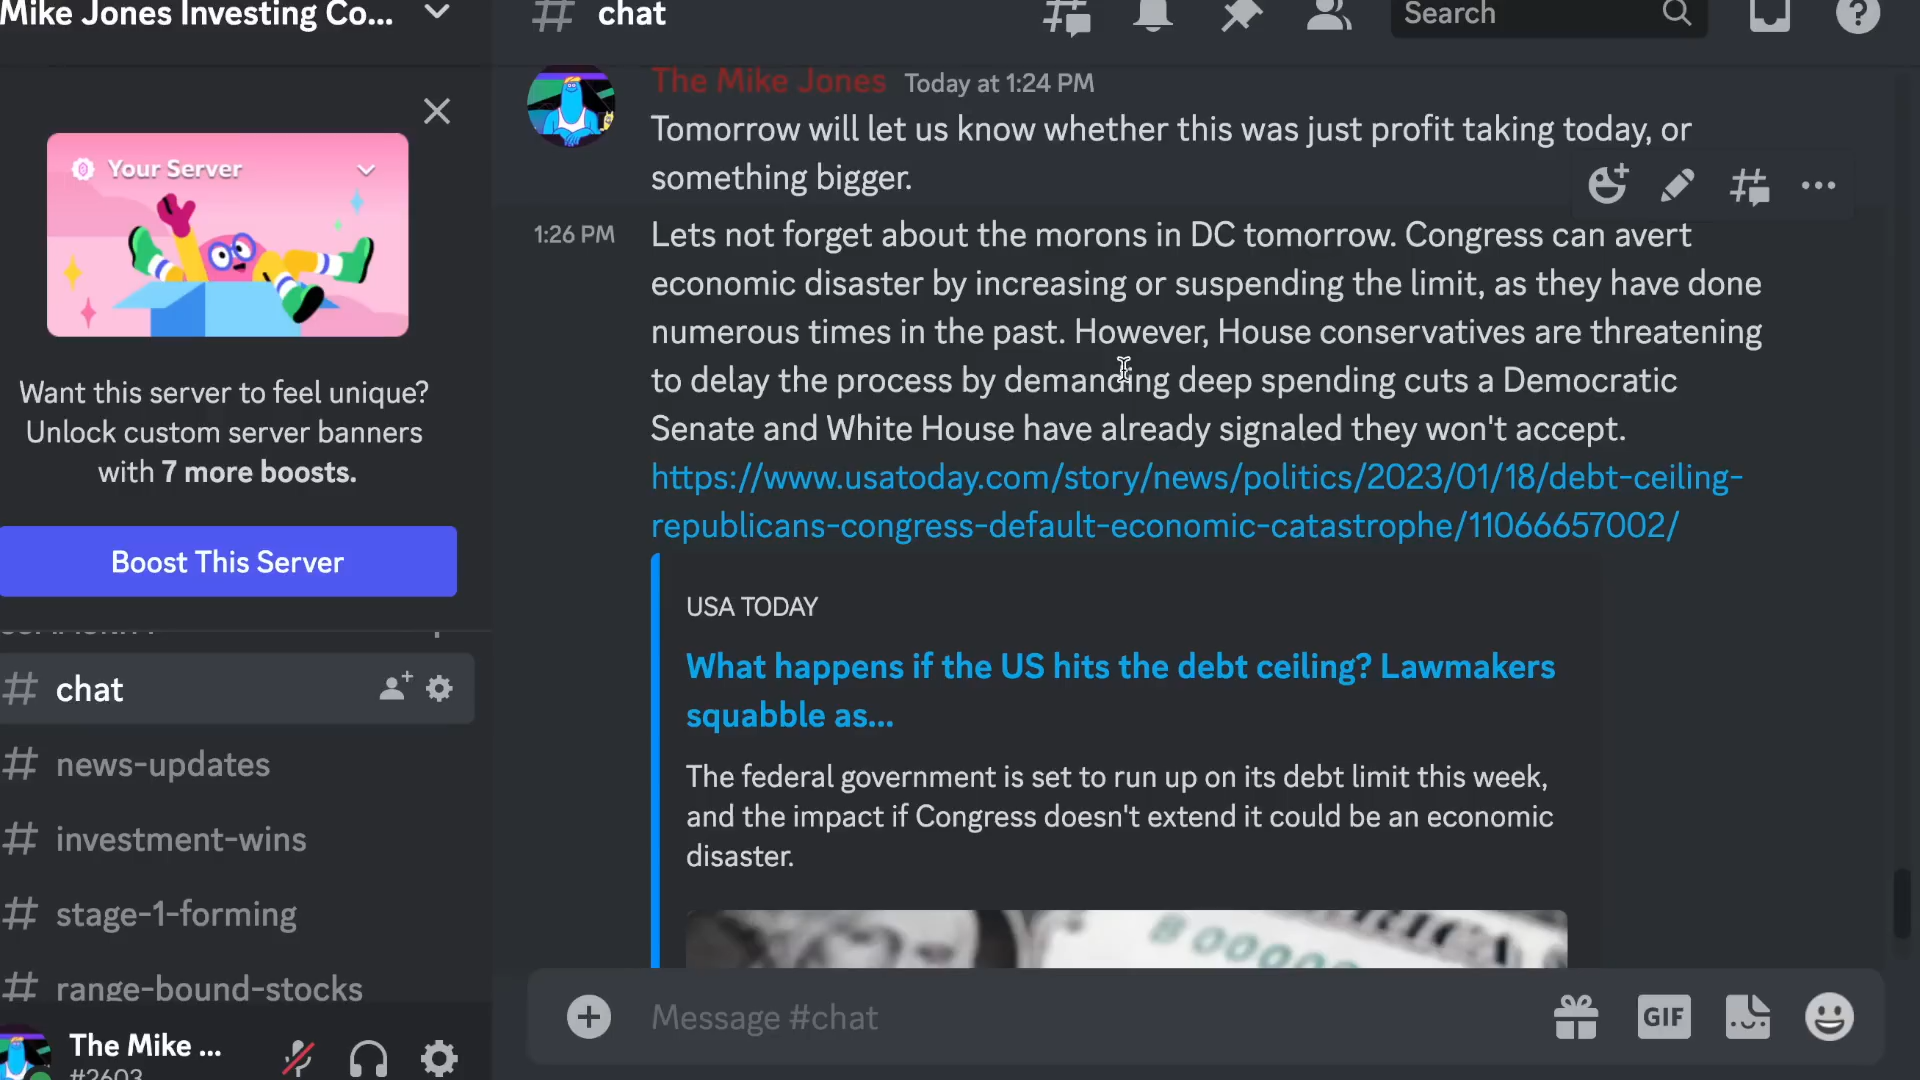 Mike Jones Investing Co...
chat
Search
Your Server
Want this server to feel unique?
Unlock custom server banners
with 7 more boosts.
Boost This Server
chat
news-updates
investment-wins
stage-1-forming
range-bound-stocks
The Mike ...
#2603
The Mike Jones Today at 1:24 PM
Tomorrow will let us know whether this was just profit taking today, or
something bigger.
1:26 PM Lets not forget about the morons in DC tomorrow. Congress can avert
economic disaster by increasing or suspending the limit, as they have done
numerous times in the past. However, House conservatives are threatening
to delay the process by demanding deep spending cuts a Democratic
Senate and White House have already signaled they won't accept.
https://www.usatoday.com/story/news/politics/2023/01/18/debt-ceiling-
republicans-congress-default-economic-catastrophe/11066657002/
USA TODAY
What happens if the US hits the debt ceiling? Lawmakers
squabble as...
The federal government is set to run up on its debt limit this week,
and the impact if Congress doesn't extend it could be an economic
disaster.
Message #chat
GIF